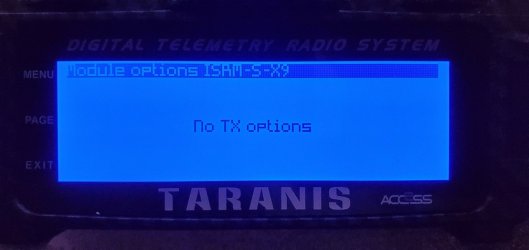 DIGITAL TELEMETRY RADIO SYSTEM
MENU
Module options ISRM-S-X9
PAGE
No TX options
EXIT
TARANIS
ACCESS